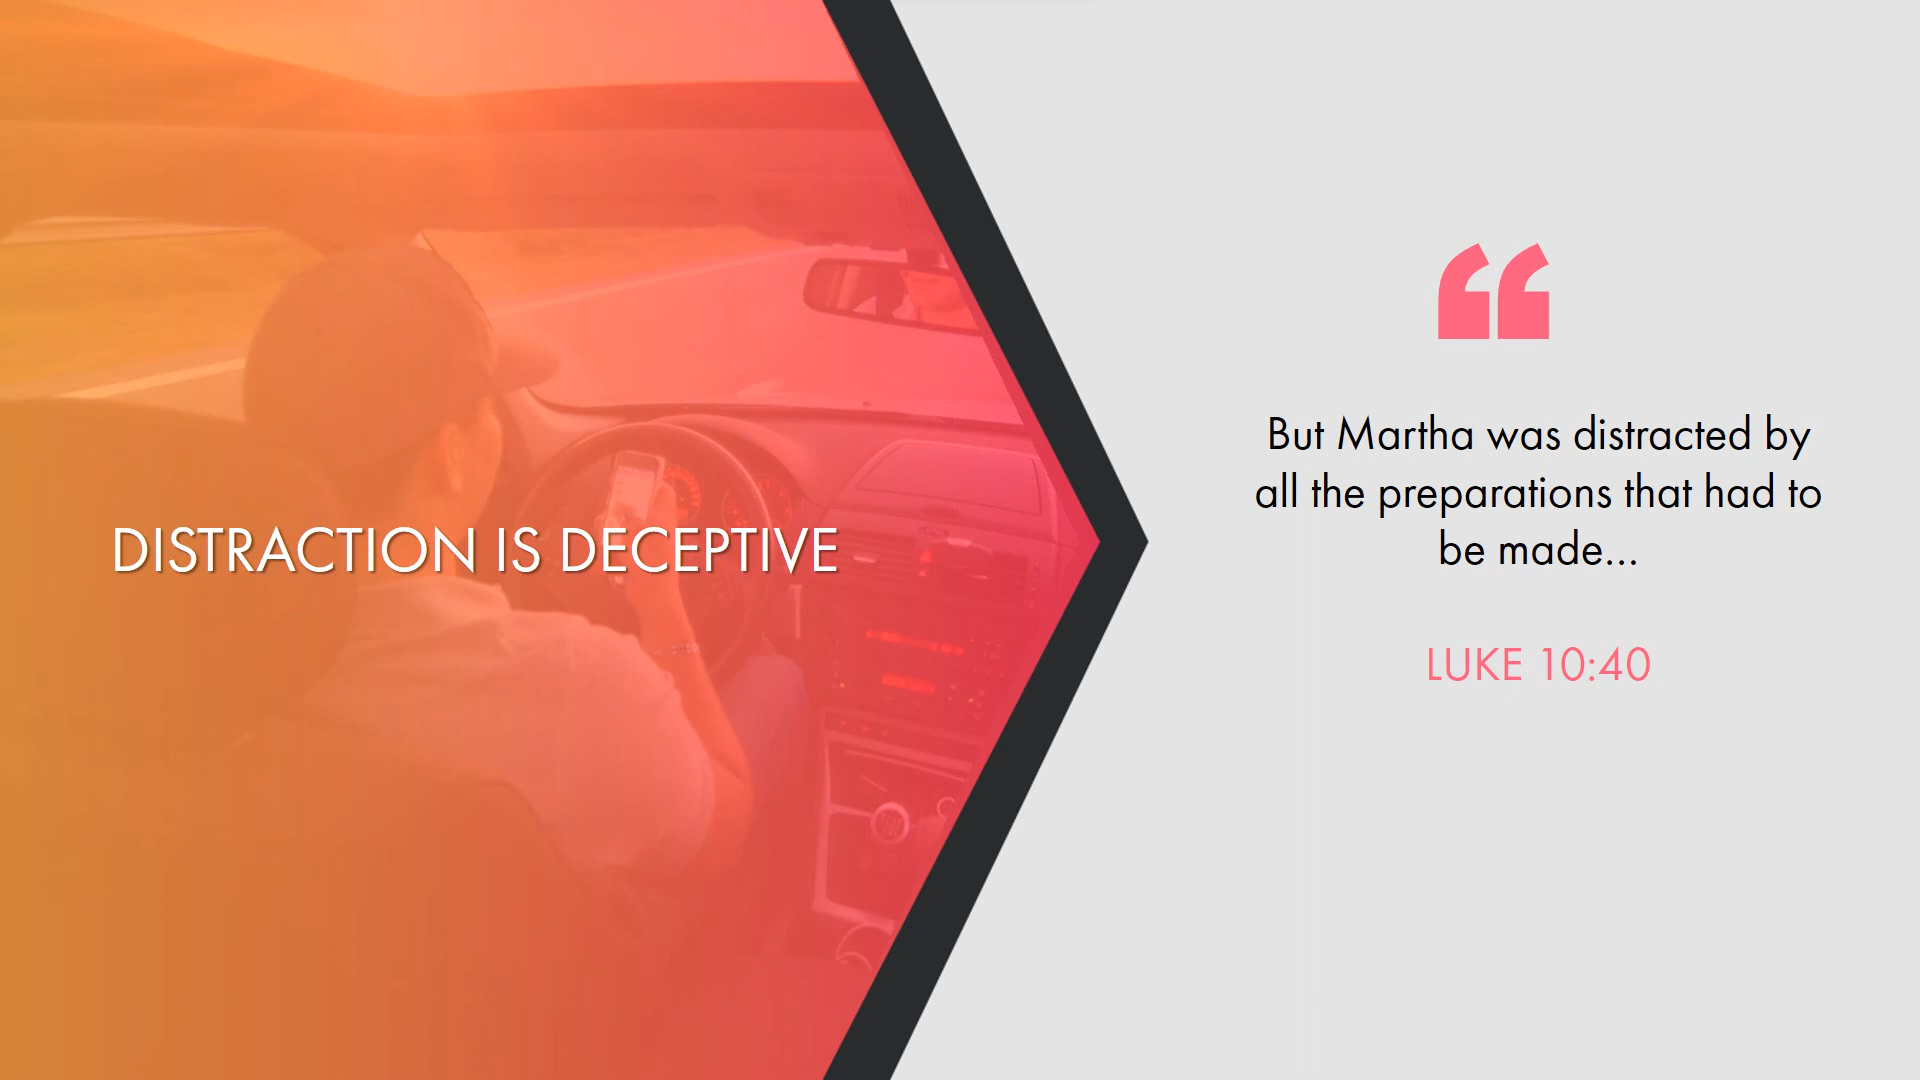 DISTRACTION IS DECEPTIVE
“
But Martha was distracted by
all the preparations that had to
be made...
LUKE 10:40